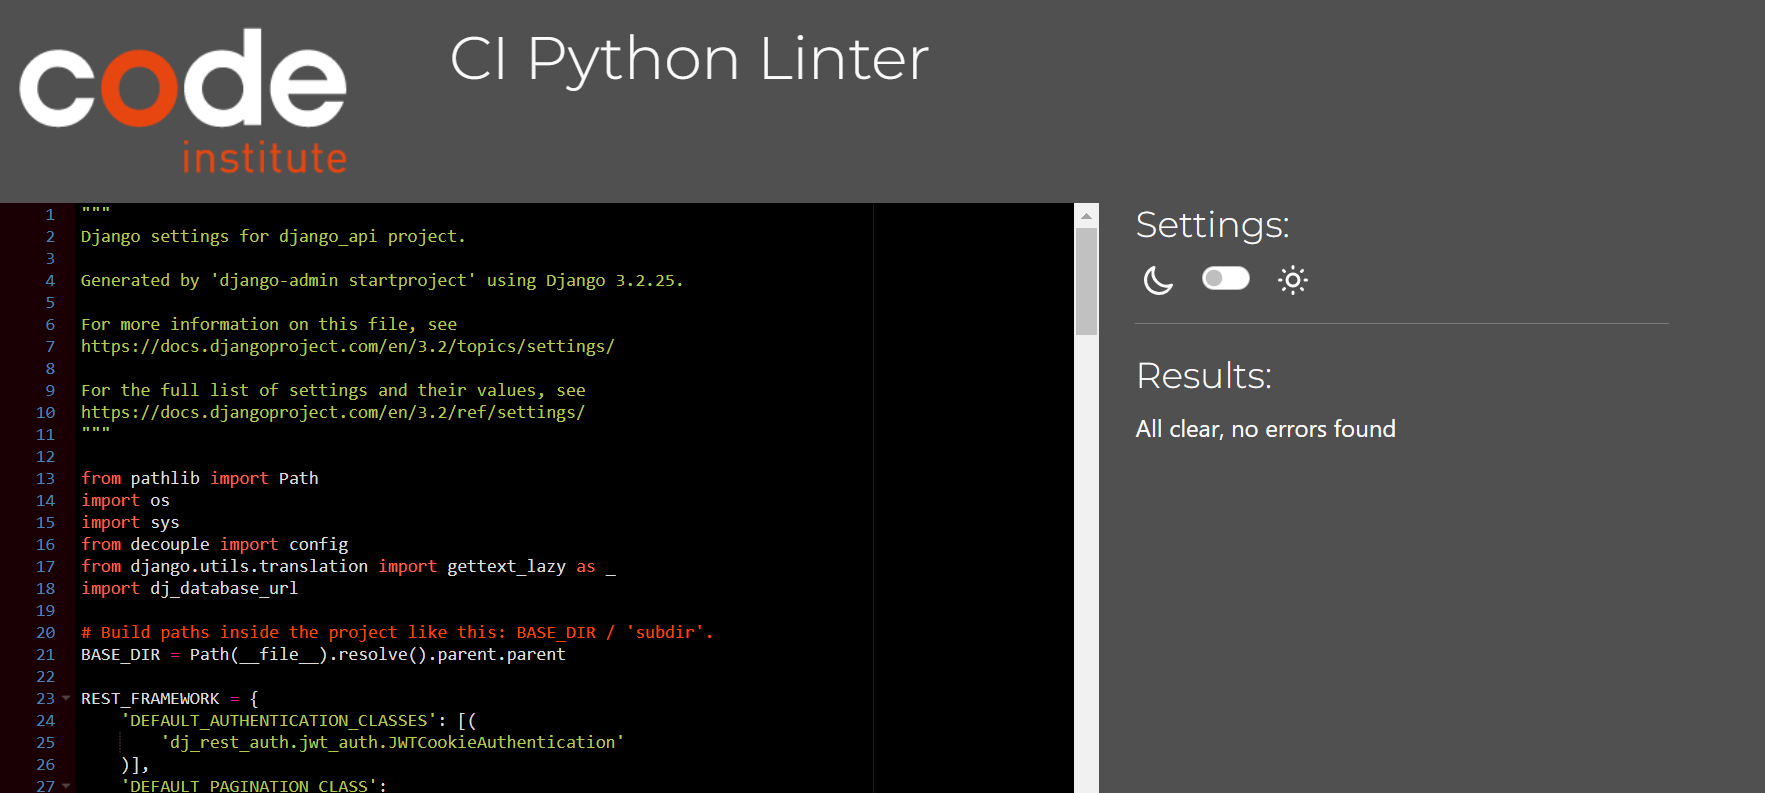 code
institute
CI Python Linter
1 """
2 Django settings for django_api project.
3
4 Generated by 'django-admin startproject' using Django 3.2.25.
5
6 For more information on this file, see
7 https://docs.djangoproject.com/en/3.2/topics/settings/
8
9 For the full list of settings and their values, see
10 https://docs.djangoproject.com/en/3.2/ref/settings/
11 """
12
13 from pathlib import Path
14 import os
15 import sys
16 from decouple import config
17 from django.utils.translation import gettext_lazy as _
18 import dj_database_url
19
20 # Build paths inside the project like this: BASE_DIR / 'subdir'.
21 BASE_DIR = Path(__file__).resolve().parent.parent
22
23 REST_FRAMEWORK = {
24     'DEFAULT_AUTHENTICATION_CLASSES': [(
25         'dj_rest_auth.jwt_auth.JWTCookieAuthentication'
26     )],
27     'DEFAULT_PAGINATION_CLASS':
Settings:
Results:
All clear, no errors found